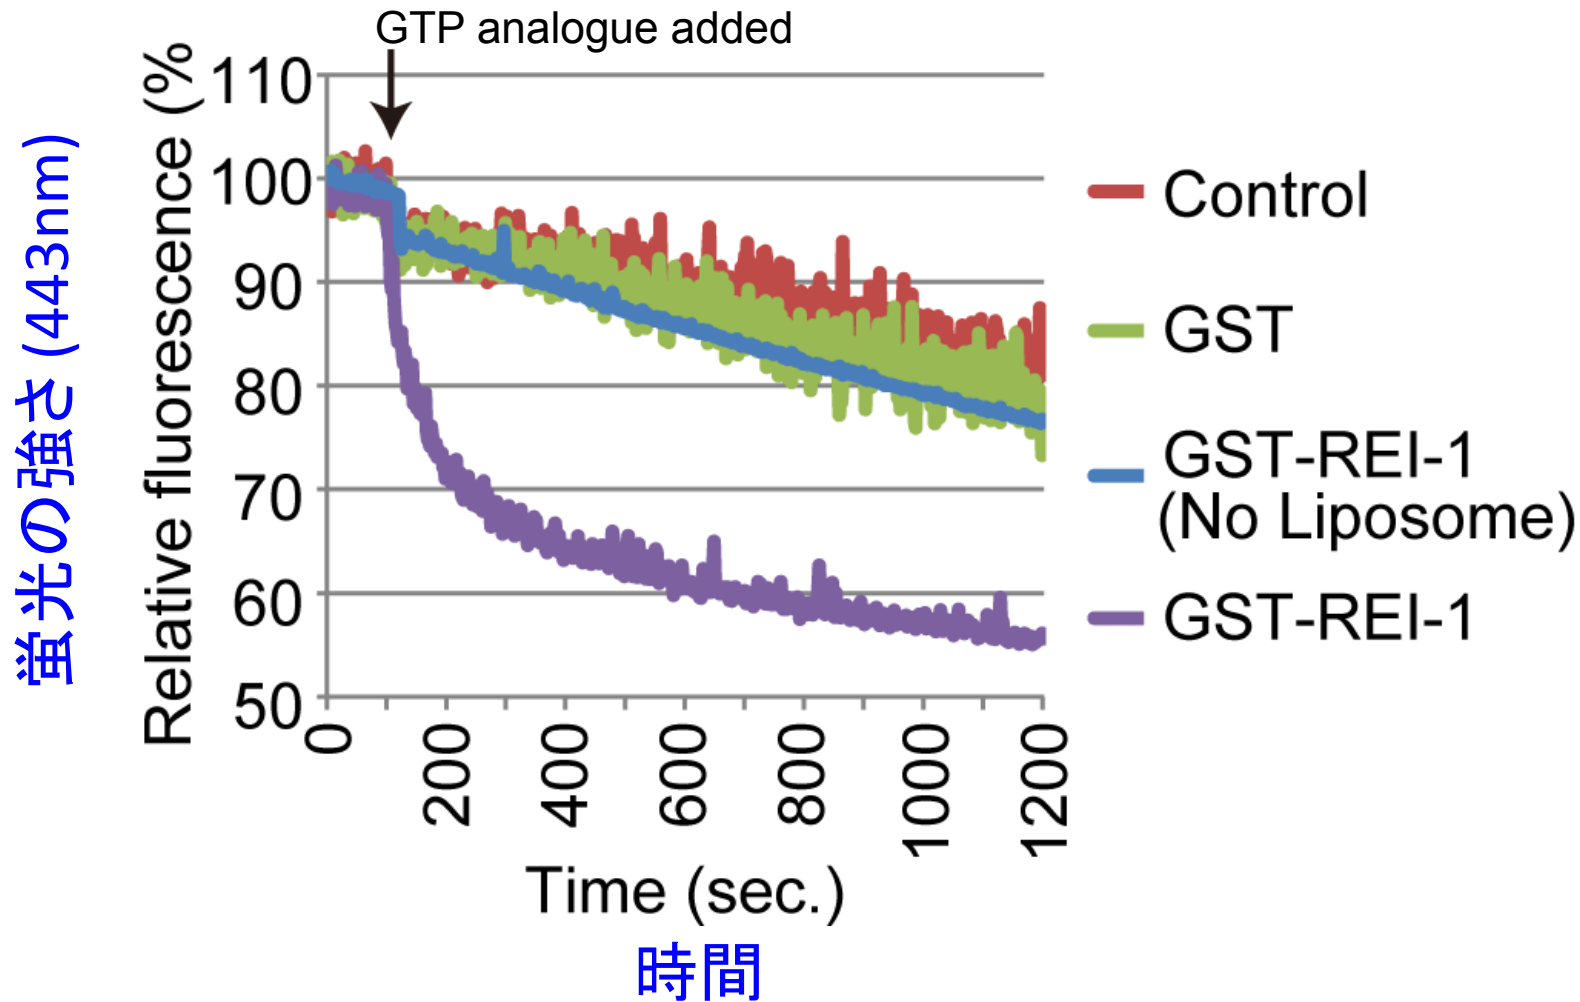 GTP analogue added
蛍光の強さ (443nm)
Relative fluorescence (%
110
100
90
80
70
60
50
0
200
400
600
800
1000
1200
Time (sec.)
時間
Control
GST
GST-REI-1
(No Liposome)
GST-REI-1